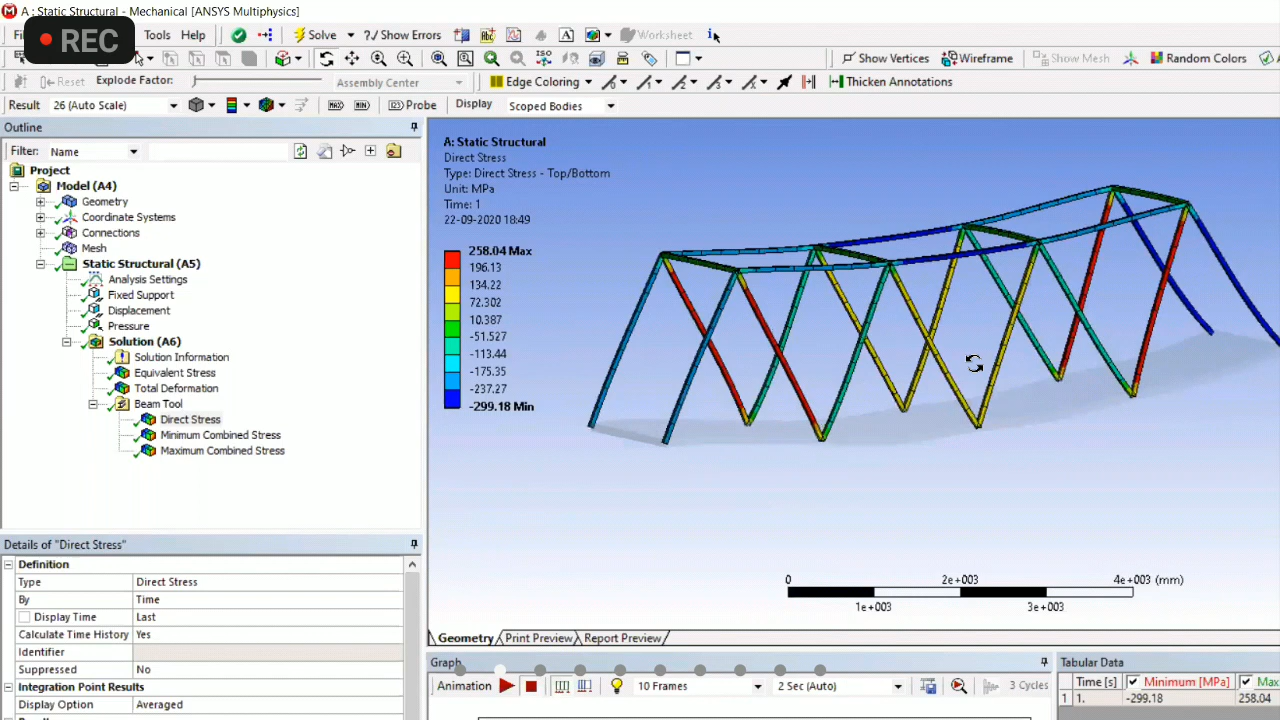 A : Static Structural - Mechanical [ANSYS Multiphysics]
REC
Tools Help Solve ?/ Show Errors Worksheet
Show Vertices Wireframe Show Mesh Random Colors
Reset Explode Factor: Assembly Center Edge Coloring Thicken Annotations
Result 26 (Auto Scale) Probe Display Scoped Bodies
Outline
Filter: Name
Project
Model (A4)
Geometry
Coordinate Systems
Connections
Mesh
Static Structural (A5)
Analysis Settings
Fixed Support
Displacement
Pressure
Solution (A6)
Solution Information
Equivalent Stress
Total Deformation
Beam Tool
Direct Stress
Minimum Combined Stress
Maximum Combined Stress
A: Static Structural
Direct Stress
Type: Direct Stress - Top/Bottom
Unit: MPa
Time: 1
22-09-2020 18:49
258.04 Max
196.13
134.22
72.302
10.387
-51.527
-113.44
-175.35
-237.27
-299.18 Min
0 2e+003 4e+003 (mm)
1e+003 3e+003
Geometry Print Preview Report Preview
Details of "Direct Stress"
Definition
Type Direct Stress
By Time
Display Time Last
Calculate Time History Yes
Identifier
Suppressed No
Integration Point Results
Display Option Averaged
Graph
Animation 10 Frames 2 Sec (Auto) 3 Cycles
Tabular Data
Time [s] Minimum [MPa] Max
1 1. -299.18 258.04